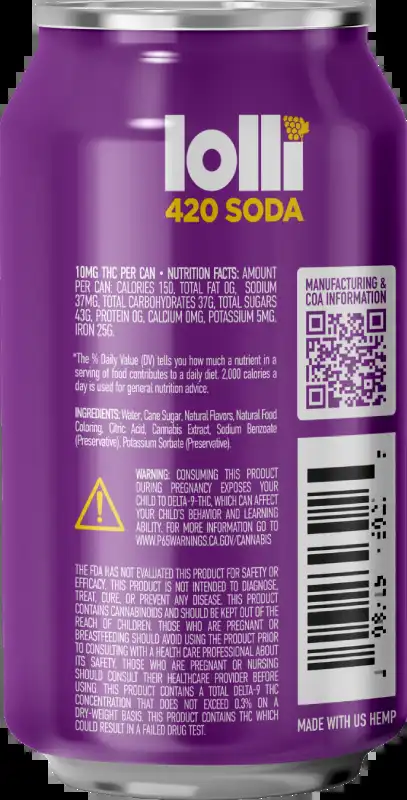 lolli
420 SODA
10MG THC PER CAN • NUTRITION FACTS: AMOUNT
PER CAN: CALORIES 150, TOTAL FAT 0G, SODIUM
37MG, TOTAL CARBOHYDRATES 37G, TOTAL SUGARS
43G, PROTEIN 0G, CALCIUM 0MG, POTASSIUM 5MG,
IRON 25G.
*The % Daily Value (DV) tells you how much a nutrient in a
serving of food contributes to a daily diet. 2,000 calories a
day is used for general nutrition advice.
INGREDIENTS: Water, Cane Sugar, Natural Flavors, Natural Food
Coloring, Citric Acid, Cannabis Extract, Sodium Benzoate
(Preservative), Potassium Sorbate (Preservative).
WARNING: CONSUMING THIS PRODUCT
DURING PREGNANCY EXPOSES YOUR
CHILD TO DELTA-9-THC, WHICH CAN AFFECT
YOUR CHILD'S BEHAVIOR AND LEARNING
ABILITY. FOR MORE INFORMATION GO TO
WWW.P65WARNINGS.CA.GOV/CANNABIS
THE FDA HAS NOT EVALUATED THIS PRODUCT FOR SAFETY OR
EFFICACY. THIS PRODUCT IS NOT INTENDED TO DIAGNOSE,
TREAT, CURE, OR PREVENT ANY DISEASE. THIS PRODUCT
CONTAINS CANNABINOIDS AND SHOULD BE KEPT OUT OF THE
REACH OF CHILDREN. THOSE WHO ARE PREGNANT OR
BREASTFEEDING SHOULD AVOID USING THE PRODUCT PRIOR
TO CONSULTING WITH A HEALTH CARE PROFESSIONAL ABOUT
ITS SAFETY. THOSE WHO ARE PREGNANT OR NURSING
SHOULD CONSULT THEIR HEALTHCARE PROVIDER BEFORE
USING. THIS PRODUCT CONTAINS A TOTAL DELTA-9 THC
CONCENTRATION THAT DOES NOT EXCEED 0.3% ON A
DRY-WEIGHT BASIS. THIS PRODUCT CONTAINS THC WHICH
COULD RESULT IN A FAILED DRUG TEST.
MANUFACTURING &
COA INFORMATION
MADE WITH US HEMP